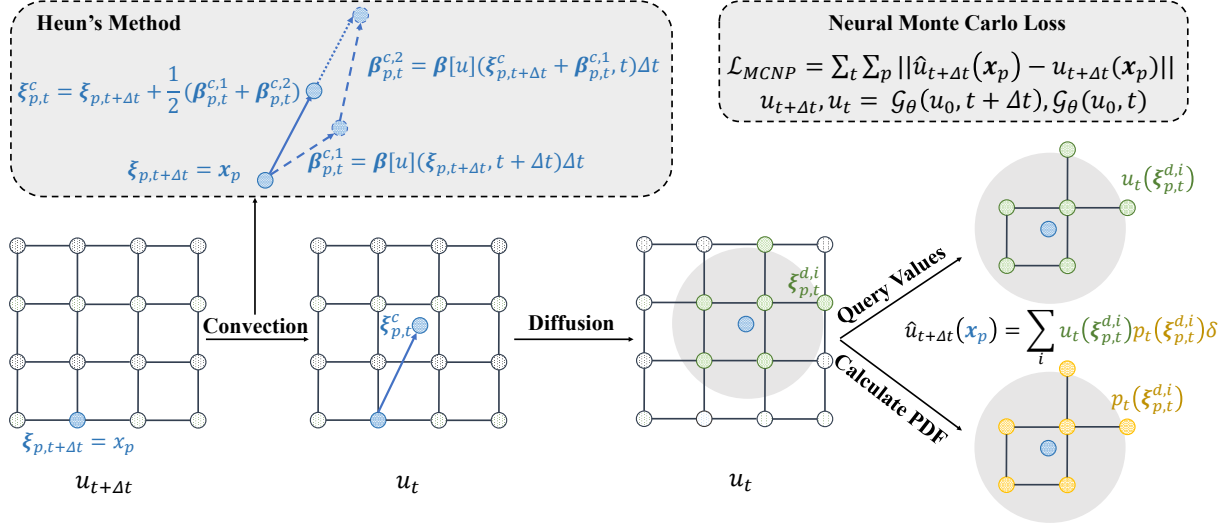 Heun's Method
β^{c,2}_{p,t} = β[u](ξ^c_{p,t+Δt} + β^{c,1}_{p,t}, t)Δt
ξ^c_{p,t} = ξ_{p,t+Δt} + 1/2(β^{c,1}_{p,t} + β^{c,2}_{p,t})
ξ_{p,t+Δt} = x_p
β^{c,1}_{p,t} = β[u](ξ_{p,t+Δt}, t + Δt)Δt
Neural Monte Carlo Loss
ℒ_{MCNP} = ∑_t ∑_p ||û_{t+Δt}(x_p) − u_{t+Δt}(x_p)||
u_{t+Δt}, u_t = 𝒢_θ(u_0, t + Δt), 𝒢_θ(u_0, t)
Convection
ξ^c_{p,t}
Diffusion
ξ^{d,i}_{p,t}
Query Values
u_t(ξ^{d,i}_{p,t})
û_{t+Δt}(x_p) = ∑_i u_t(ξ^{d,i}_{p,t})p_t(ξ^{d,i}_{p,t})δ
Calculate PDF
p_t(ξ^{d,i}_{p,t})
ξ_{p,t+Δt} = x_p
u_{t+Δt}
u_t
u_t